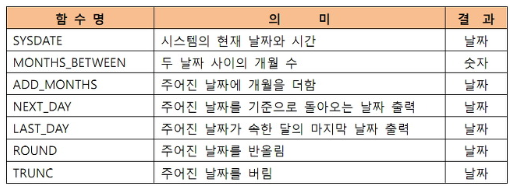 함 수 명 의 미 결 과
SYSDATE 시스템의 현재 날짜와 시간 날짜
MONTHS_BETWEEN 두 날짜 사이의 개월 수 숫자
ADD_MONTHS 주어진 날짜에 개월을 더함 날짜
NEXT_DAY 주어진 날짜를 기준으로 돌아오는 날짜 출력 날짜
LAST_DAY 주어진 날짜가 속한 달의 마지막 날짜 출력 날짜
ROUND 주어진 날짜를 반올림 날짜
TRUNC 주어진 날짜를 버림 날짜